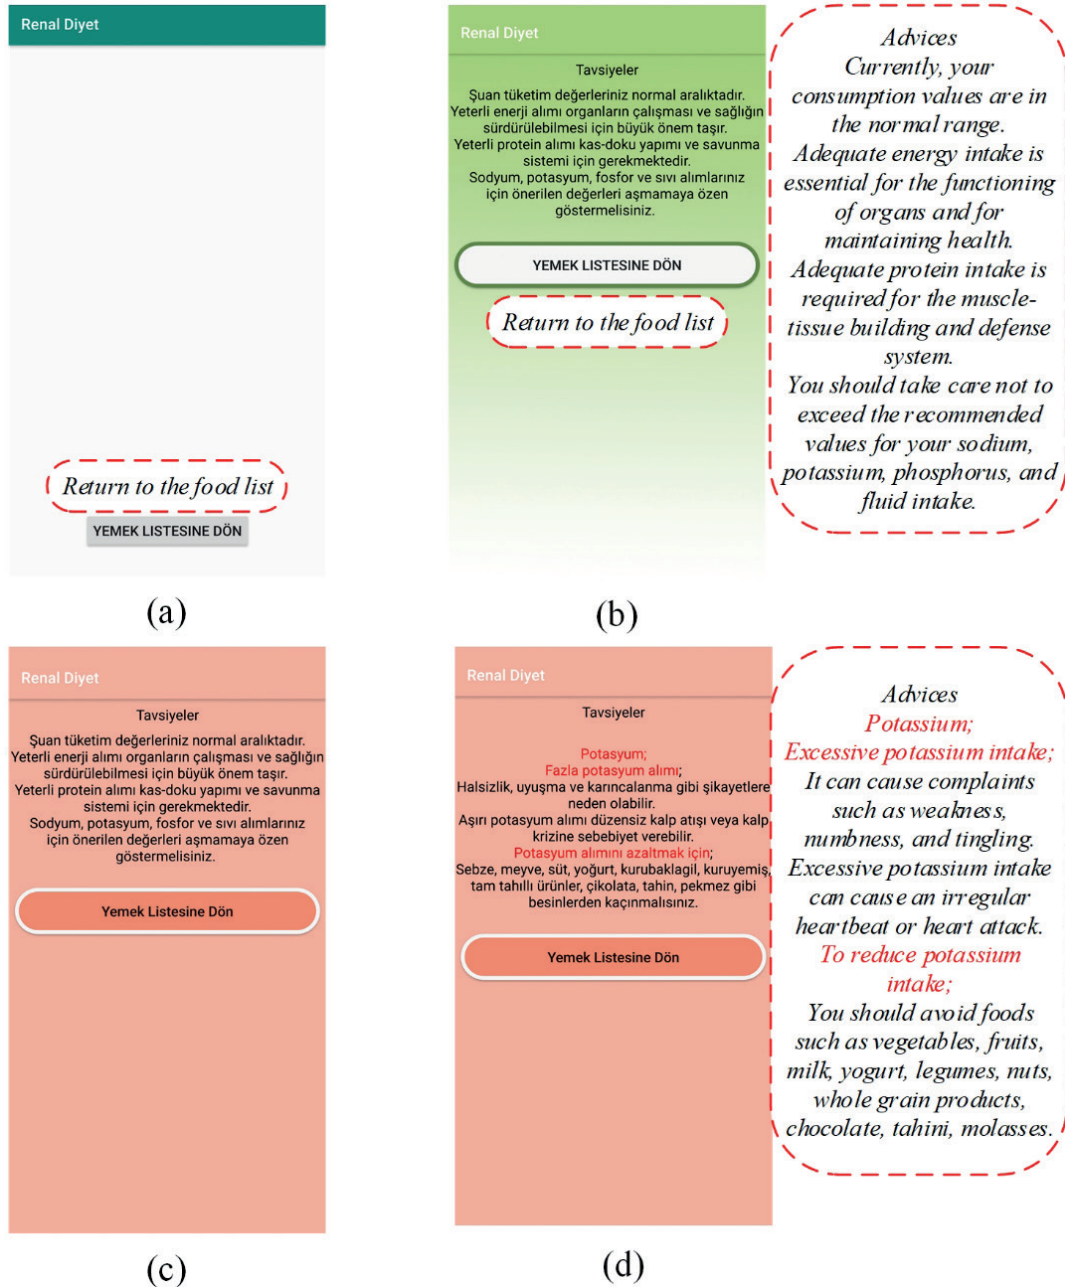 Renal Diyet
Return to the food list
YEMEK LISTESINE DÖN
(a)
Renal Diyet
Tavsiyeler
Şuan tüketim değerleriniz normal aralıktadır.
Yeterli enerji alımı organların çalışması ve sağlığın
sürdürülebilmesi için büyük önem taşır.
Yeterli protein alımı kas-doku yapımı ve savunma
sistemi için gerekmektedir.
Sodyum, potasyum, fosfor ve sıvı alımlarınız
için önerilen değerleri aşmamaya özen
göstermelisiniz.
YEMEK LISTESINE DÖN
Return to the food list
Advices
Currently, your
consumption values are in
the normal range.
Adequate energy intake is
essential for the functioning
of organs and for
maintaining health.
Adequate protein intake is
required for the muscle-
tissue building and defense
system.
You should take care not to
exceed the recommended
values for your sodium,
potassium, phosphorus, and
fluid intake.
(b)
Renal Diyet
Tavsiyeler
Şuan tüketim değerleriniz normal aralıktadır.
Yeterli enerji alımı organların çalışması ve sağlığın
sürdürülebilmesi için büyük önem taşır.
Yeterli protein alımı kas-doku yapımı ve savunma
sistemi için gerekmektedir.
Sodyum, potasyum, fosfor ve sıvı alımlarınız
için önerilen değerleri aşmamaya özen
göstermelisiniz.
Yemek Listesine Dön
(c)
Renal Diyet
Tavsiyeler
Potasyum;
Fazla potasyum alımı;
Halsizlik, uyuşma ve karıncalanma gibi şikayetlere
neden olabilir.
Aşırı potasyum alımı düzensiz kalp atışı veya kalp
krizine sebebiyet verebilir.
Potasyum alımını azaltmak için;
Sebze, meyve, süt, yoğurt, kurubaklagil, kuruyemiş,
tam tahıllı ürünler, çikolata, tahin, pekmez gibi
besinlerden kaçınmalısınız.
Yemek Listesine Dön
Advices
Potassium;
Excessive potassium intake;
It can cause complaints
such as weakness,
numbness, and tingling.
Excessive potassium intake
can cause an irregular
heartbeat or heart attack.
To reduce potassium
intake;
You should avoid foods
such as vegetables, fruits,
milk, yogurt, legumes, nuts,
whole grain products,
chocolate, tahini, molasses.
(d)